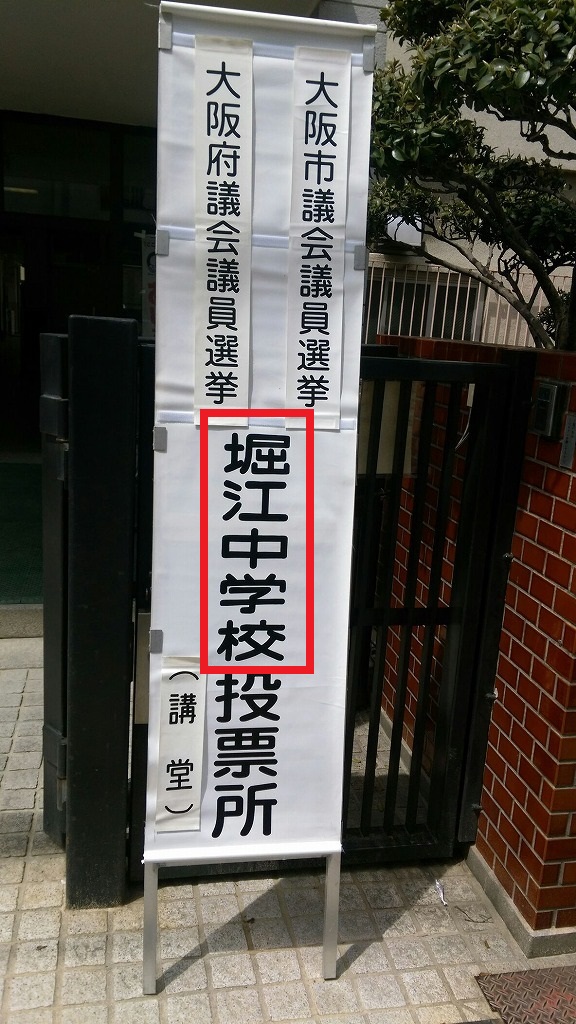 大阪市議会議員選挙
大阪府議会議員選挙
堀江中学校投票所
（講堂）